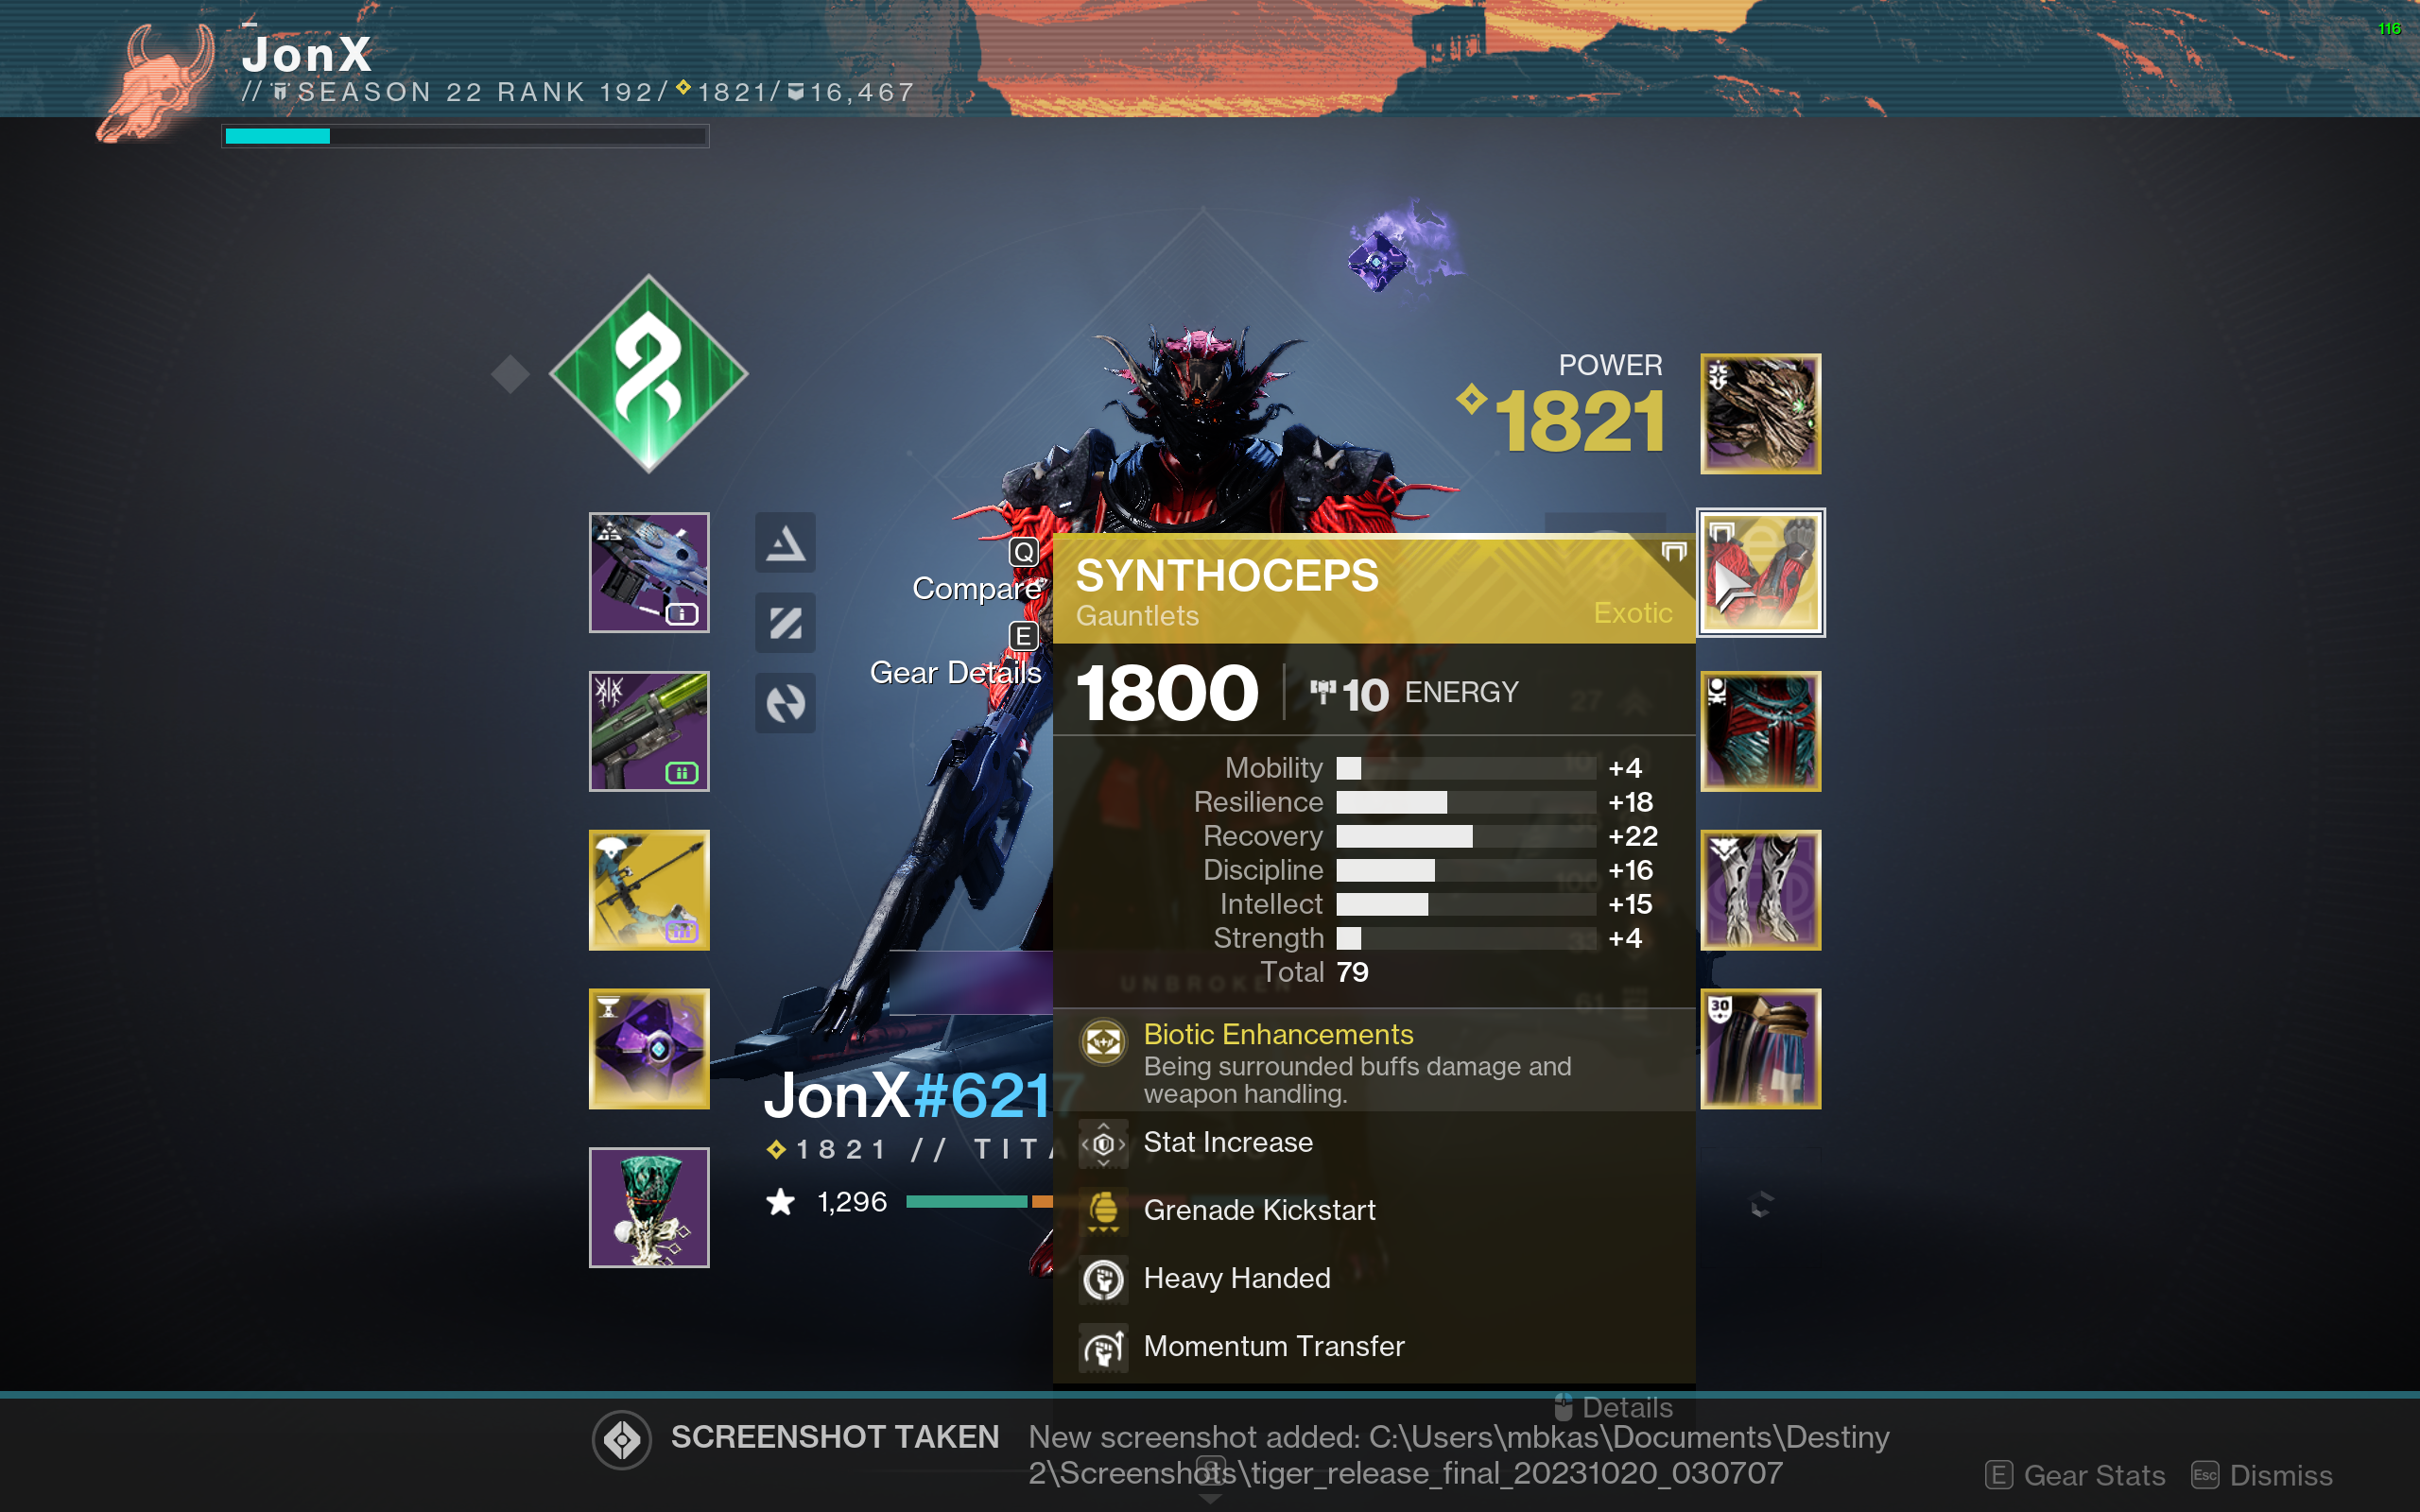 JonX
// SEASON 22 RANK 192/ 1821/ 16,467
116
POWER
1821
Q
Compare
E
Gear Details
SYNTHOCEPS
Gauntlets
Exotic
1800
10 ENERGY
Mobility +4
Resilience +18
Recovery +22
Discipline +16
Intellect +15
Strength +4
Total 79
UNBROKEN
Biotic Enhancements
Being surrounded buffs damage and
weapon handling.
Stat Increase
Grenade Kickstart
Heavy Handed
Momentum Transfer
Details
30
JonX#6217
1821 // TITA
1,296
SCREENSHOT TAKEN
New screenshot added: C:\Users\mbkas\Documents\Destiny
2\Screenshots\tiger_release_final_20231020_030707
S
E Gear Stats
Esc Dismiss